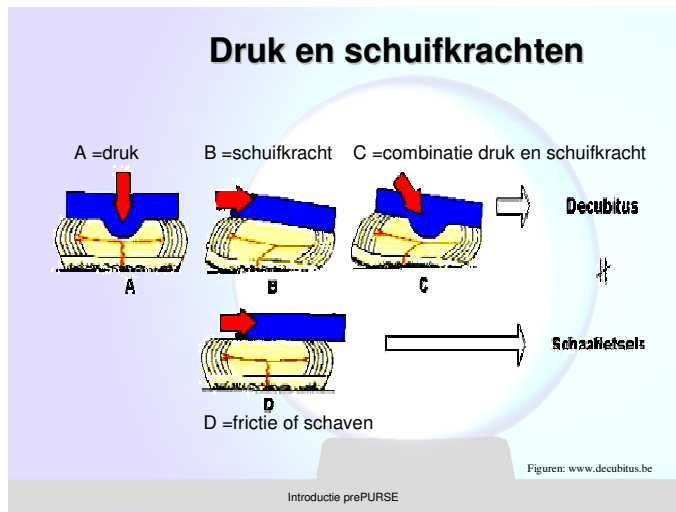 Druk en schuifkrachten
A =druk
B =schuifkracht
C =combinatie druk en schuifkracht
Decubitus
A
B
C
≠
Schaafletsels
D
D =frictie of schaven
Figuren: www.decubitus.be
Introductie prePURSE